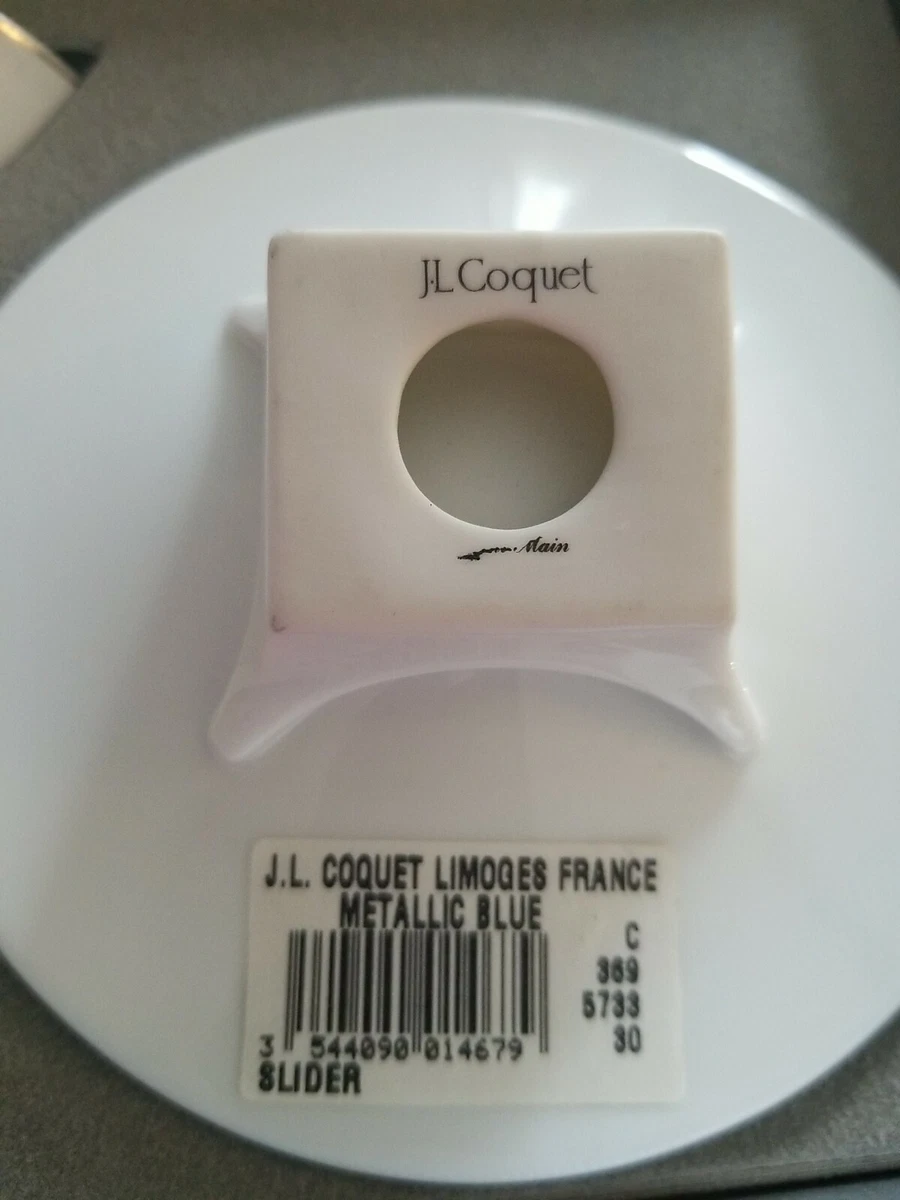 J.L Coquet
Main
J.L. COQUET LIMOGES FRANCE
METALLIC BLUE
C
369
5733
30
3 544090 014679
SLIDER